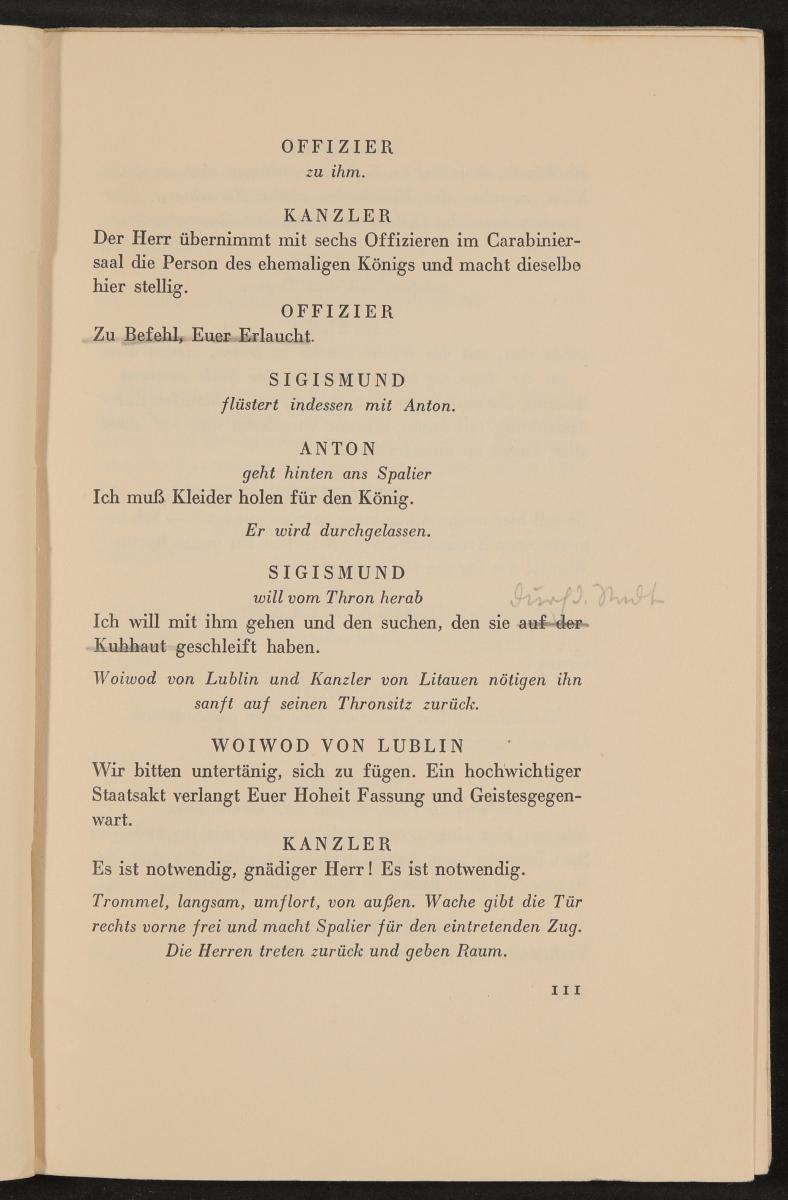 OFFIZIER
zu ihm.
KANZLER
Der Herr übernimmt mit sechs Offizieren im Carabinier-
saal die Person des ehemaligen Königs und macht dieselbe
hier stellig.
OFFIZIER
Zu Befehl, Euer Erlaucht.
SIGISMUND
flüstert indessen mit Anton.
ANTON
geht hinten ans Spalier
Ich muß Kleider holen für den König.
Er wird durchgelassen.
SIGISMUND
will vom Thron herab
durch d. Stadt
Ich will mit ihm gehen und den suchen, den sie auf der
Kuhhaut geschleift haben.
Woiwod von Lublin und Kanzler von Litauen nötigen ihn
sanft auf seinen Thronsitz zurück.
WOIWOD VON LUBLIN
Wir bitten untertänig, sich zu fügen. Ein hochwichtiger
Staatsakt verlangt Euer Hoheit Fassung und Geistesgegen-
wart.
KANZLER
Es ist notwendig, gnädiger Herr! Es ist notwendig.
Trommel, langsam, umflort, von außen. Wache gibt die Tür
rechts vorne frei und macht Spalier für den eintretenden Zug.
Die Herren treten zurück und geben Raum.
111